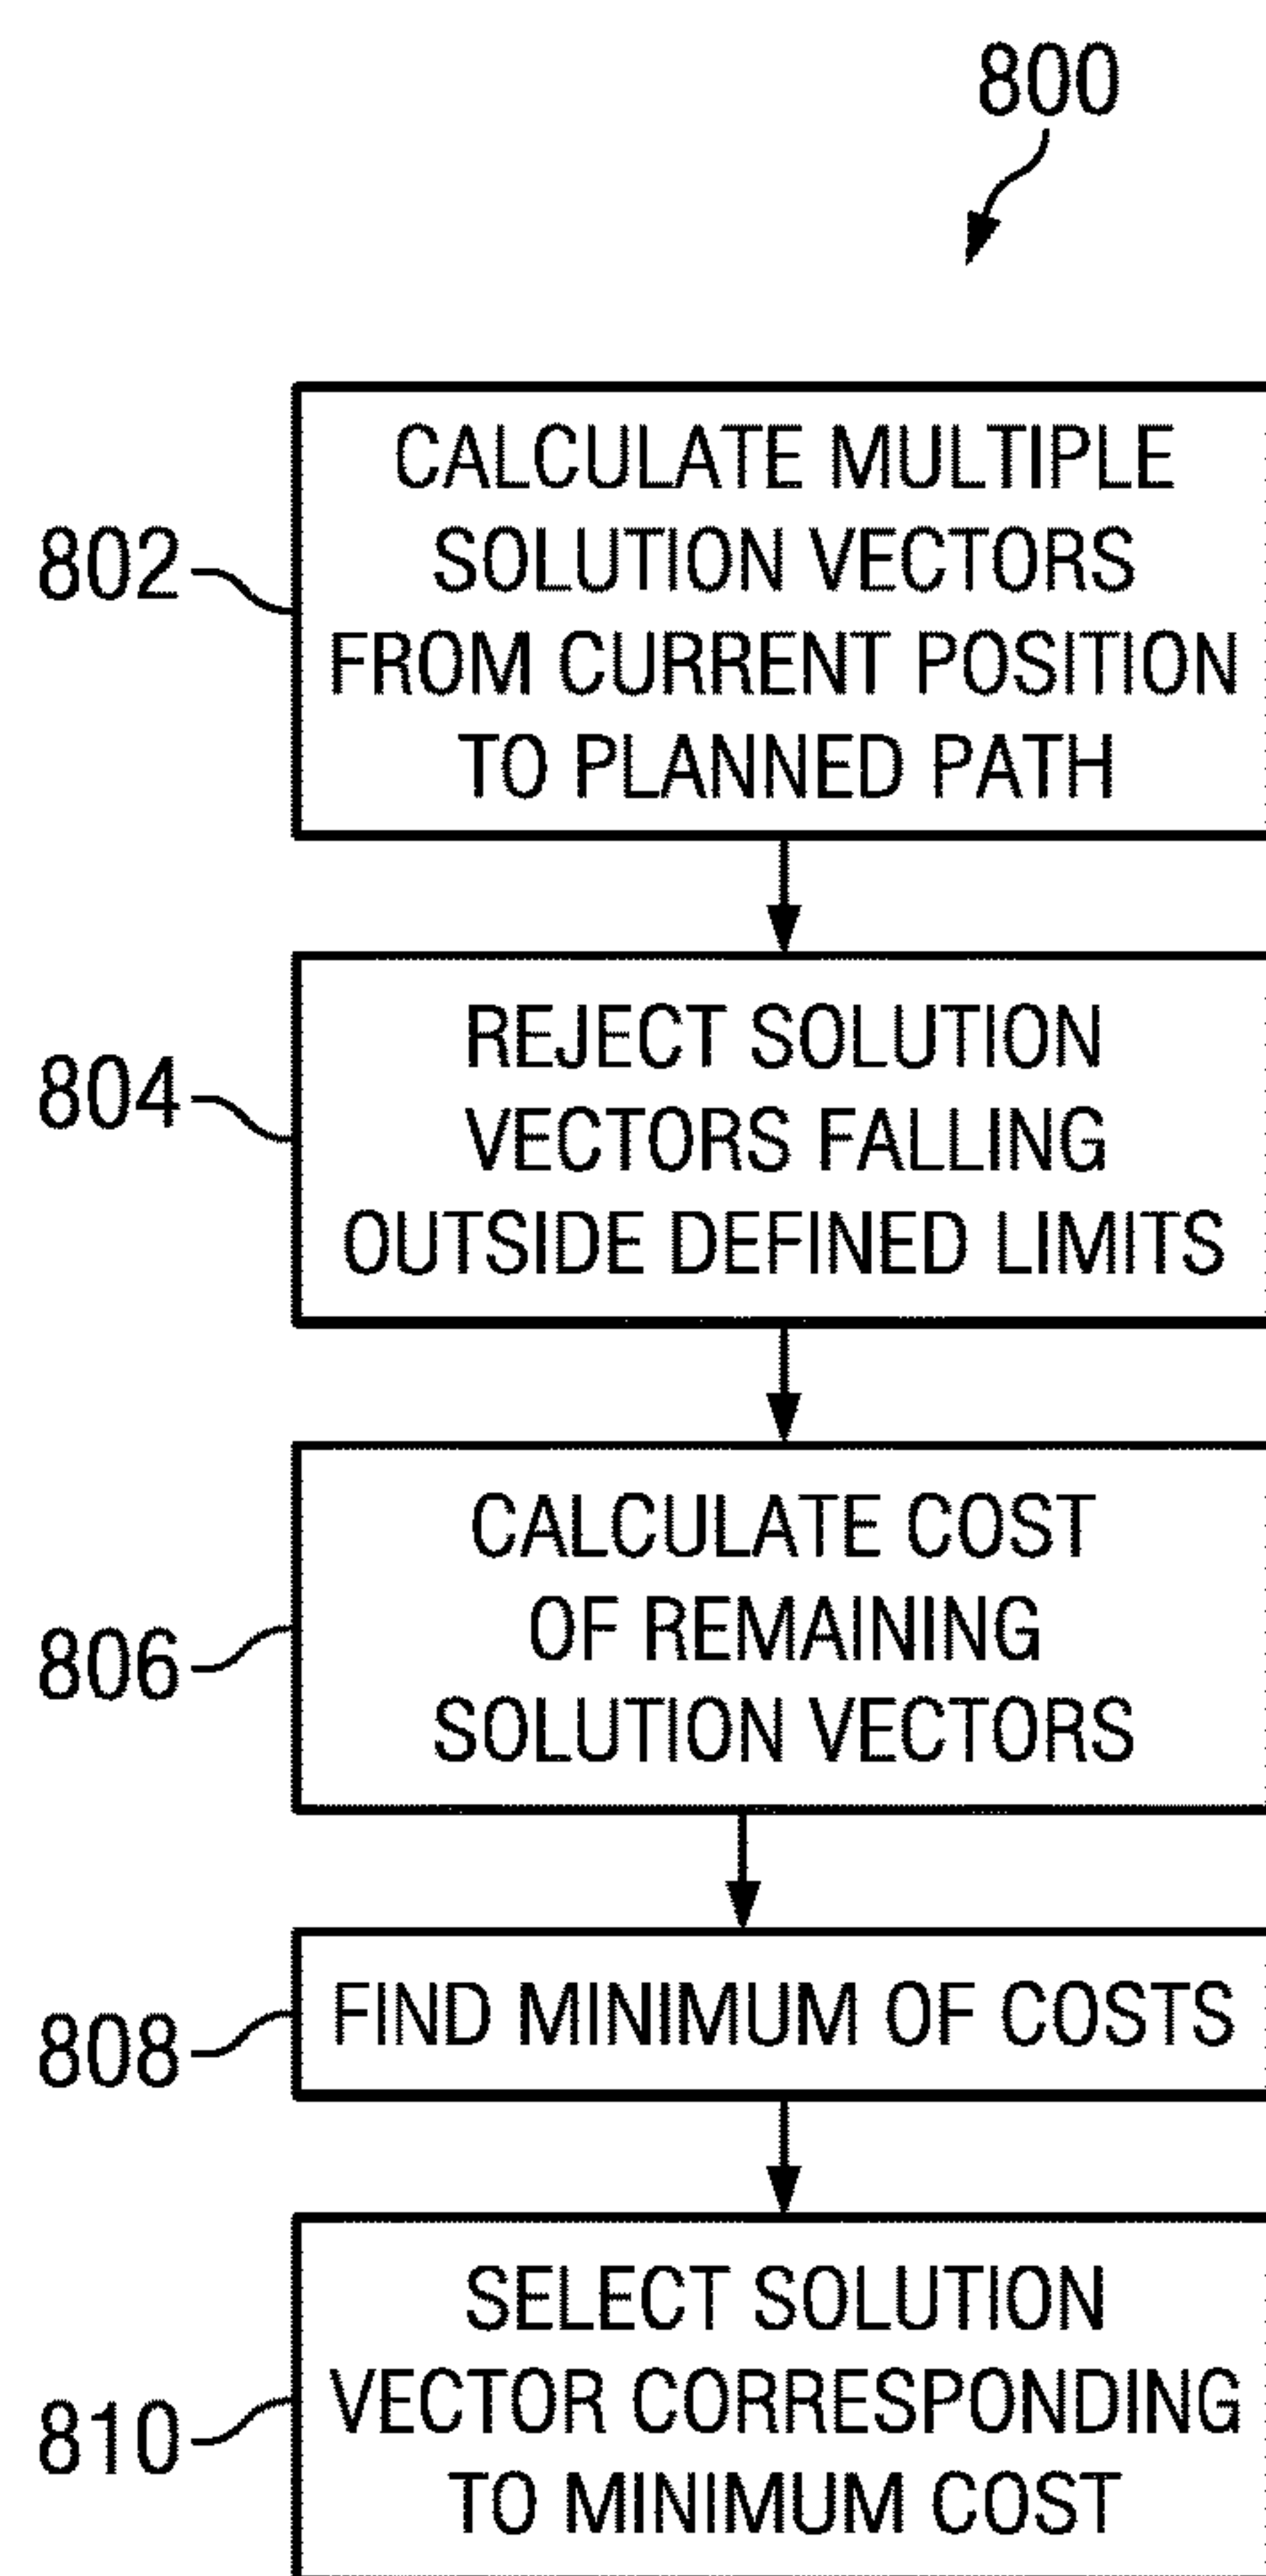 800
802
CALCULATE MULTIPLE
SOLUTION VECTORS
FROM CURRENT POSITION
TO PLANNED PATH
804
REJECT SOLUTION
VECTORS FALLING
OUTSIDE DEFINED LIMITS
806
CALCULATE COST
OF REMAINING
SOLUTION VECTORS
808
FIND MINIMUM OF COSTS
810
SELECT SOLUTION
VECTOR CORRESPONDING
TO MINIMUM COST